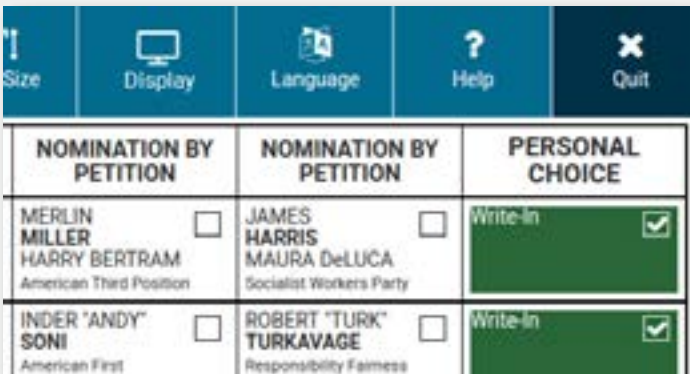 Size
Display
Language
Help
Quit
NOMINATION BY
PETITION
NOMINATION BY
PETITION
PERSONAL
CHOICE
MERLIN
MILLER
HARRY BERTRAM
American Third Position
JAMES
HARRIS
MAURA DeLUCA
Socialist Workers Party
Write-In
INDER "ANDY"
SONI
American First
ROBERT "TURK"
TURKAVAGE
Responsibility Fairness
Write-In